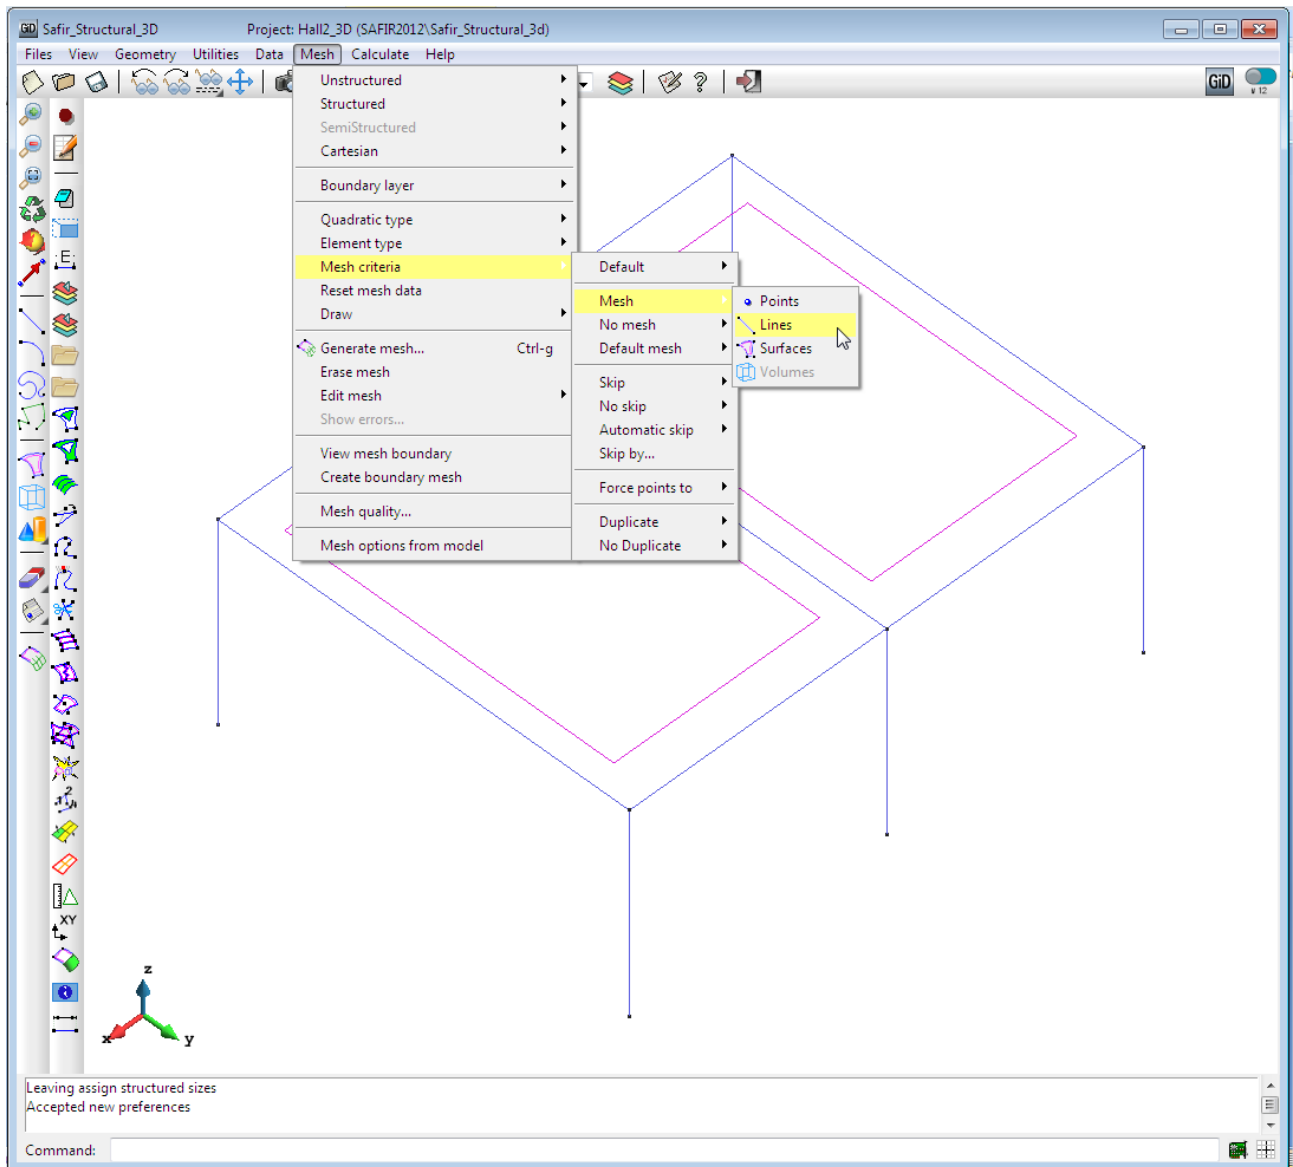 GiD Safir_Structural_3D Project: Hall2_3D (SAFIR2012\Safir_Structural_3d)
Files View Geometry Utilities Data Mesh Calculate Help
GiD
v 12
Unstructured
Structured
SemiStructured
Cartesian
Boundary layer
Quadratic type
Element type
Mesh criteria
Reset mesh data
Draw
Generate mesh... Ctrl-g
Erase mesh
Edit mesh
Show errors...
View mesh boundary
Create boundary mesh
Mesh quality...
Mesh options from model
Default
Mesh
No mesh
Default mesh
Skip
No skip
Automatic skip
Skip by...
Force points to
Duplicate
No Duplicate
Points
Lines
Surfaces
Volumes
E
2
XY
z
x
y
Leaving assign structured sizes
Accepted new preferences
Command: